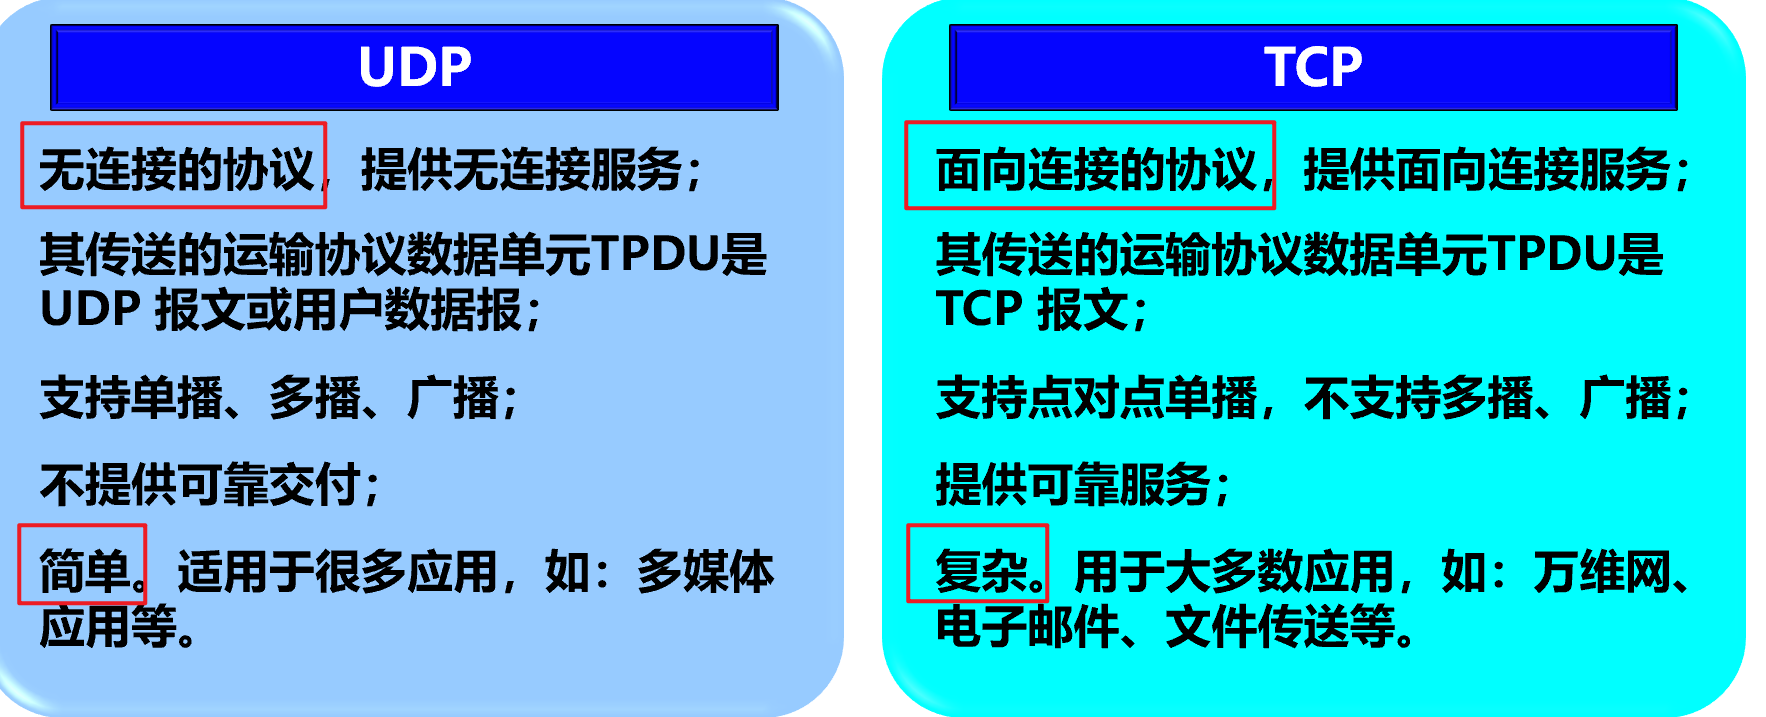 UDP
无连接的协议，提供无连接服务；
其传送的运输协议数据单元TPDU是
UDP 报文或用户数据报；
支持单播、多播、广播；
不提供可靠交付；
简单。适用于很多应用，如：多媒体
应用等。
TCP
面向连接的协议，提供面向连接服务；
其传送的运输协议数据单元TPDU是
TCP 报文；
支持点对点单播，不支持多播、广播；
提供可靠服务；
复杂。用于大多数应用，如：万维网、
电子邮件、文件传送等。